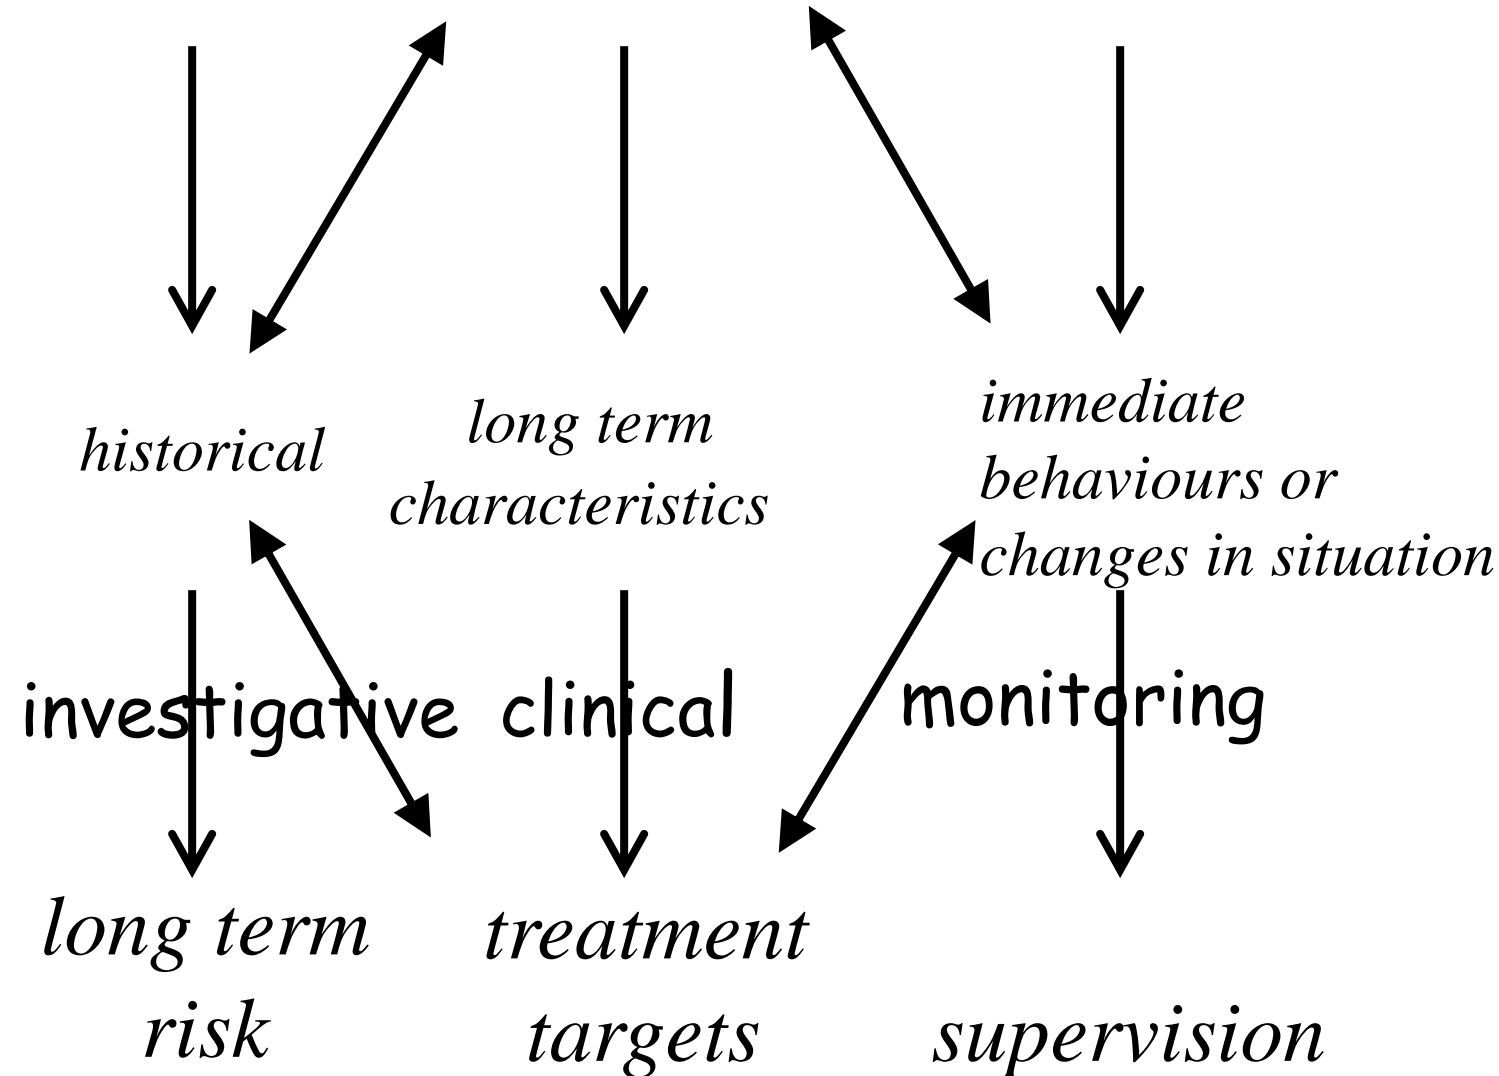 historical
long term
characteristics
immediate
behaviours or
changes in situation
investigative
clinical
monitoring
long term
risk
treatment
targets
supervision